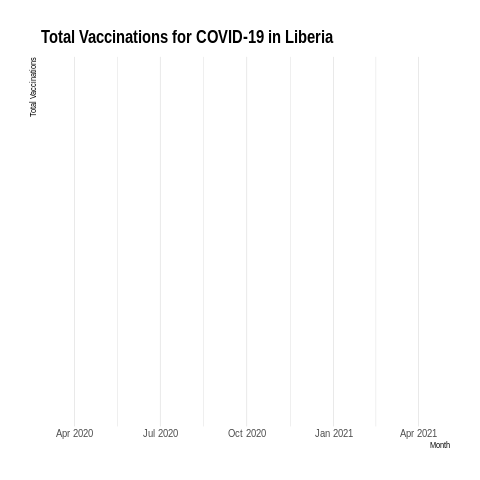 Total Vaccinations for COVID-19 in Liberia
Total Vaccinations
Apr 2020 Jul 2020 Oct 2020 Jan 2021 Apr 2021
Month